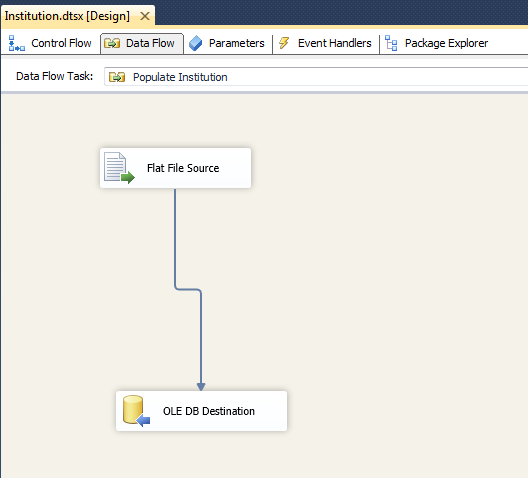 Institution.dtsx [Design]
Control Flow Data Flow Parameters Event Handlers Package Explorer
Data Flow Task: Populate Institution
Flat File Source
OLE DB Destination